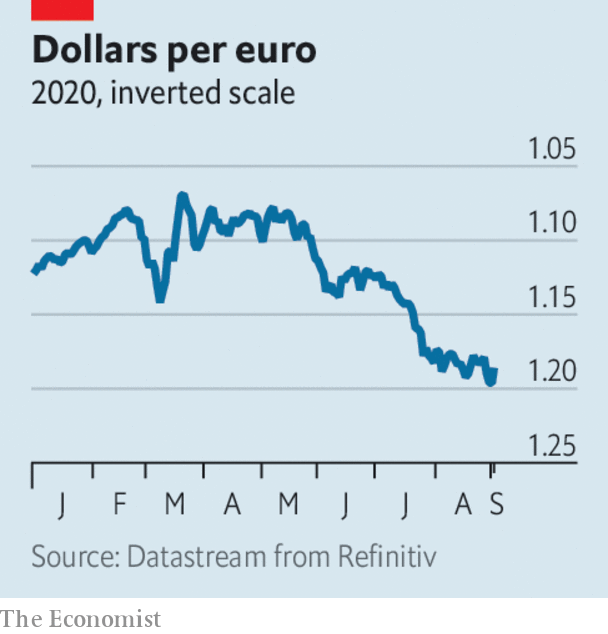 Dollars per euro
2020, inverted scale
1.05
1.10
1.15
1.20
1.25
J F M A M J J A S
Source: Datastream from Refinitiv
The Economist